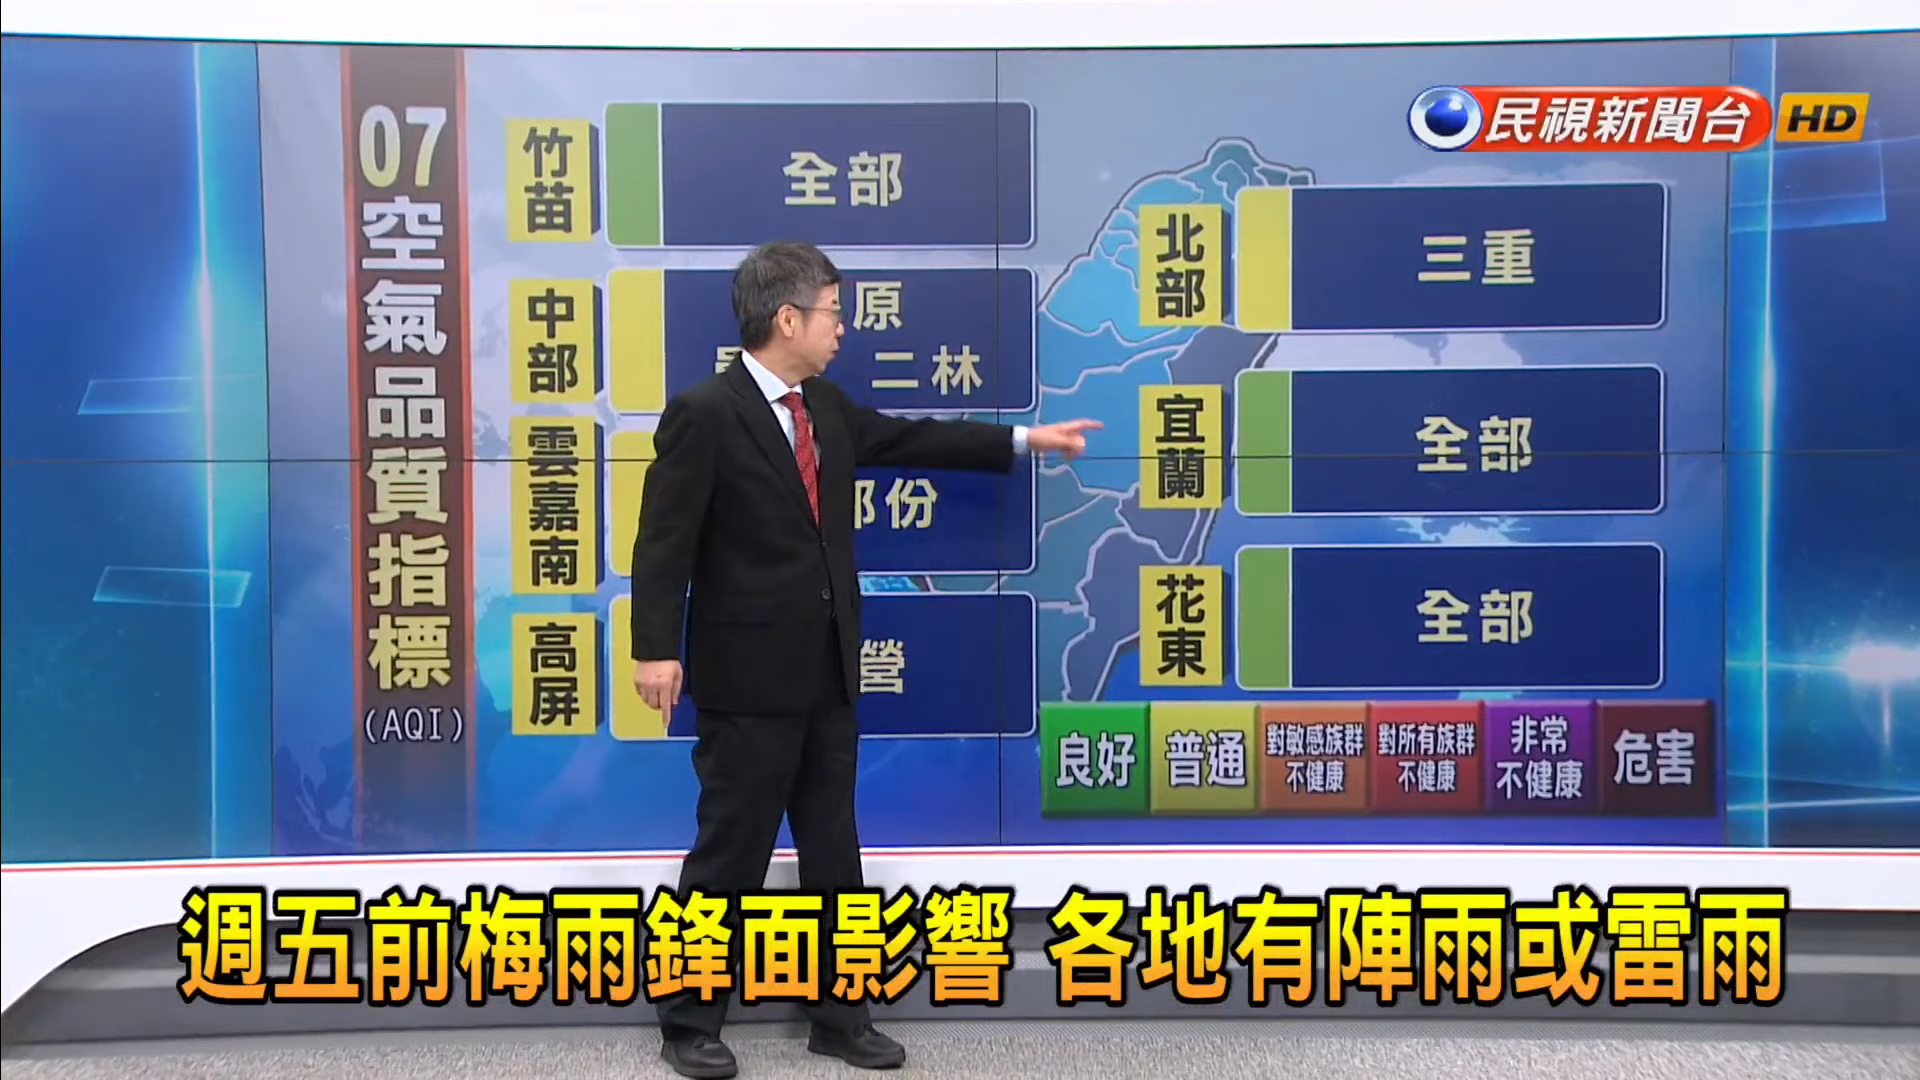 民視新聞台 HD
07空氣品質指標
(AQI)
竹苗
全部
中部
原
二林
雲嘉南
部份
高屏
營
北部
三重
宜蘭
全部
花東
全部
良好
普通
對敏感族群
不健康
對所有族群
不健康
非常
不健康
危害
週五前梅雨鋒面影響 各地有陣雨或雷雨